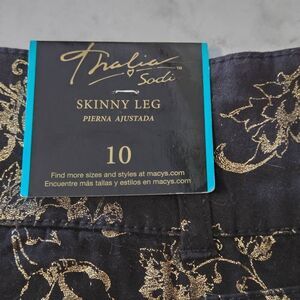 Thalia™
Sodi
SKINNY LEG
PIERNA AJUSTADA
10
Find more sizes and styles at macys.com
Encuentre más tallas y estilos en macys.com